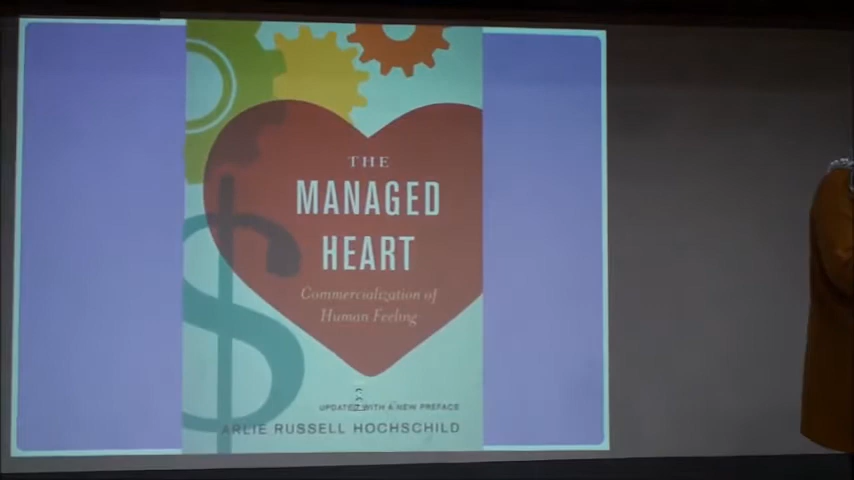 THE
MANAGED
HEART
Commercialization of
Human Feeling
UPDATED WITH A NEW PREFACE
ARLIE RUSSELL HOCHSCHILD